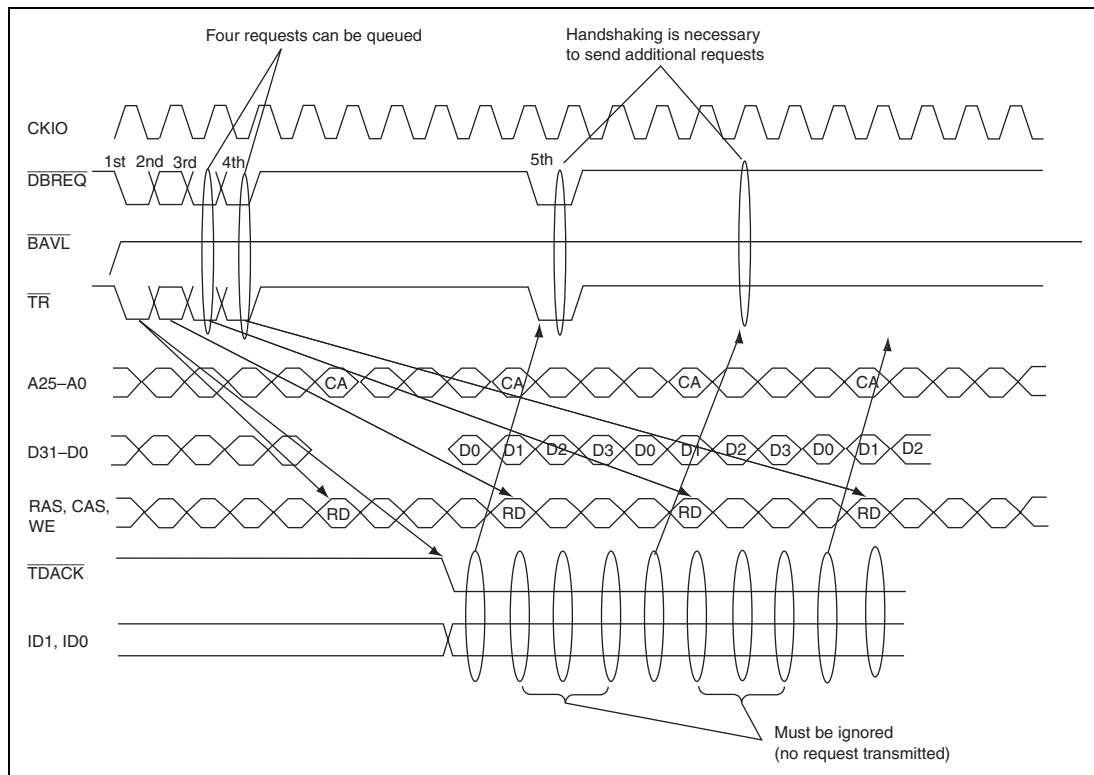 Four requests can be queued
Handshaking is necessary
to send additional requests
CKIO
1st 2nd 3rd 4th 5th
DBREQ
BAVL
TR
A25–A0 CA CA CA CA
D31–D0 D0 D1 D2 D3 D0 D1 D2 D3 D0 D1 D2
RAS, CAS,
WE RD RD RD RD
TDACK
ID1, ID0
Must be ignored
(no request transmitted)